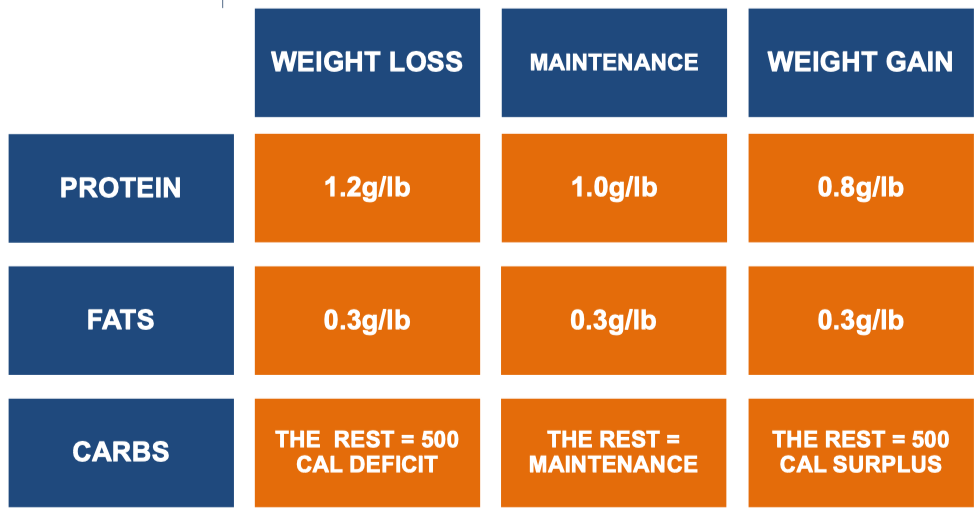 WEIGHT LOSS
MAINTENANCE
WEIGHT GAIN
PROTEIN
1.2g/lb
1.0g/lb
0.8g/lb
FATS
0.3g/lb
0.3g/lb
0.3g/lb
CARBS
THE REST = 500
CAL DEFICIT
THE REST =
MAINTENANCE
THE REST = 500
CAL SURPLUS